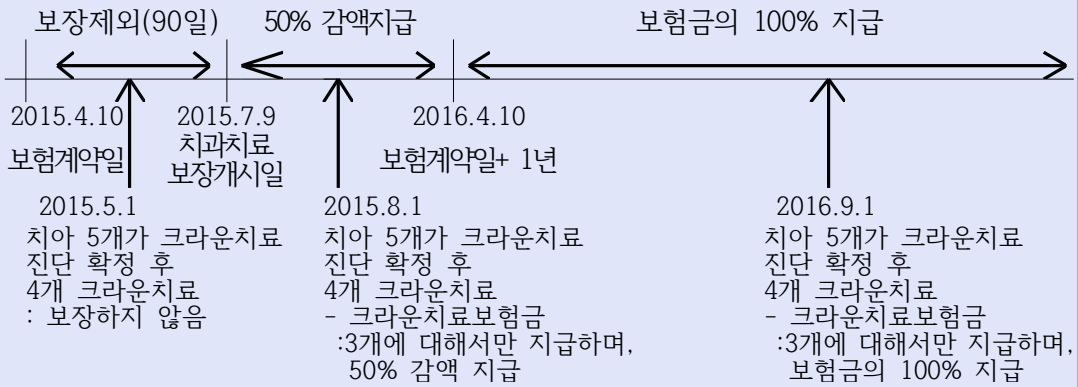 보장제외(90일) 50% 감액지급 보험금의 100% 지급
2015.4.10 2015.7.9 2016.4.10
보험계약일 치과치료 보장개시일 보험계약일+ 1년
2015.5.1
치아 5개가 크라운치료
진단 확정 후
4개 크라운치료
: 보장하지 않음
2015.8.1
치아 5개가 크라운치료
진단 확정 후
4개 크라운치료
- 크라운치료보험금
:3개에 대해서만 지급하며,
50% 감액 지급
2016.9.1
치아 5개가 크라운치료
진단 확정 후
4개 크라운치료
- 크라운치료보험금
:3개에 대해서만 지급하며,
보험금의 100% 지급